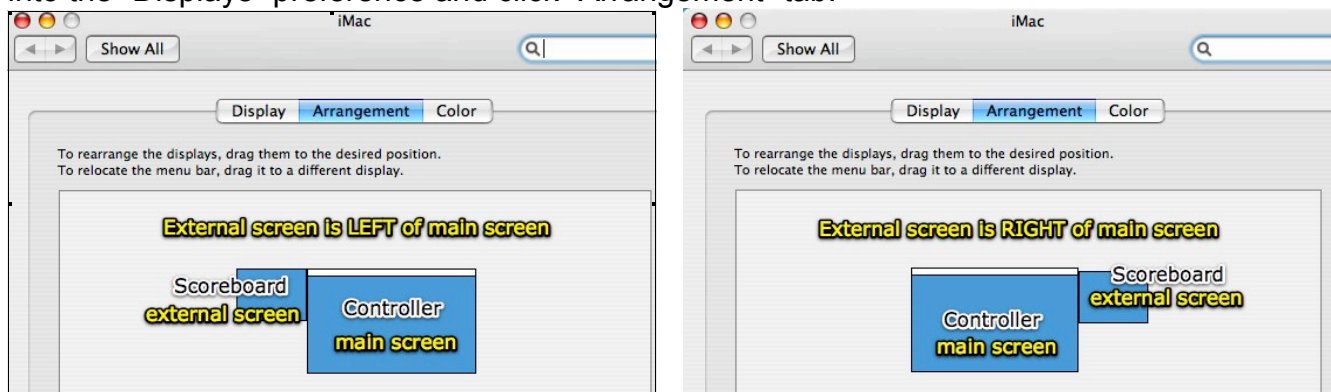 into the "Displays" preference and click "Arrangement" tab.
iMac
Show All
Display Arrangement Color
To rearrange the displays, drag them to the desired position.
To relocate the menu bar, drag it to a different display.
External screen is LEFT of main screen
Scoreboard
external screen
Controller
main screen
iMac
Show All
Display Arrangement Color
To rearrange the displays, drag them to the desired position.
To relocate the menu bar, drag it to a different display.
External screen is RIGHT of main screen
Scoreboard
external screen
Controller
main screen